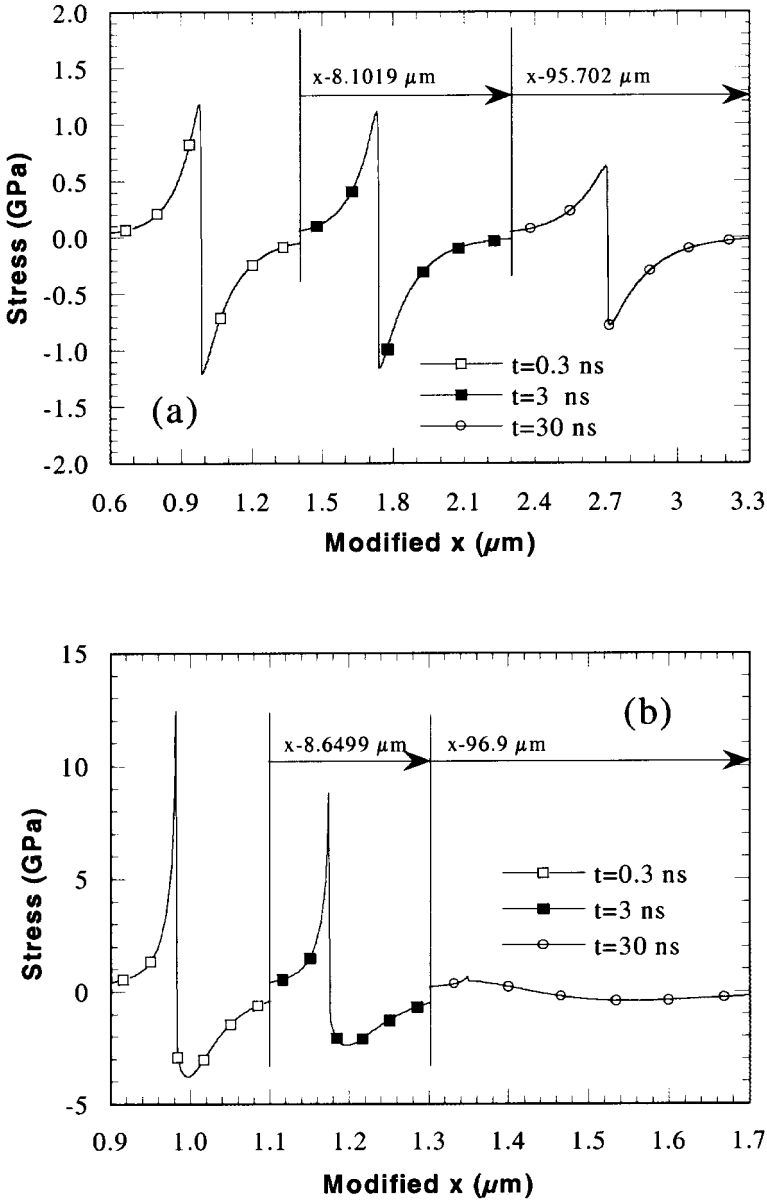 2.0
1.5
1.0
0.5
0.0
-0.5
-1.0
-1.5
-2.0
Stress (GPa)
x-8.1019 μm
x-95.702 μm
t=0.3 ns
t=3 ns
t=30 ns
(a)
0.6 0.9 1.2 1.5 1.8 2.1 2.4 2.7 3 3.3
Modified x (μm)
15
10
5
0
-5
Stress (GPa)
(b)
x-8.6499 μm
x-96.9 μm
t=0.3 ns
t=3 ns
t=30 ns
0.9 1.0 1.1 1.2 1.3 1.4 1.5 1.6 1.7
Modified x (μm)